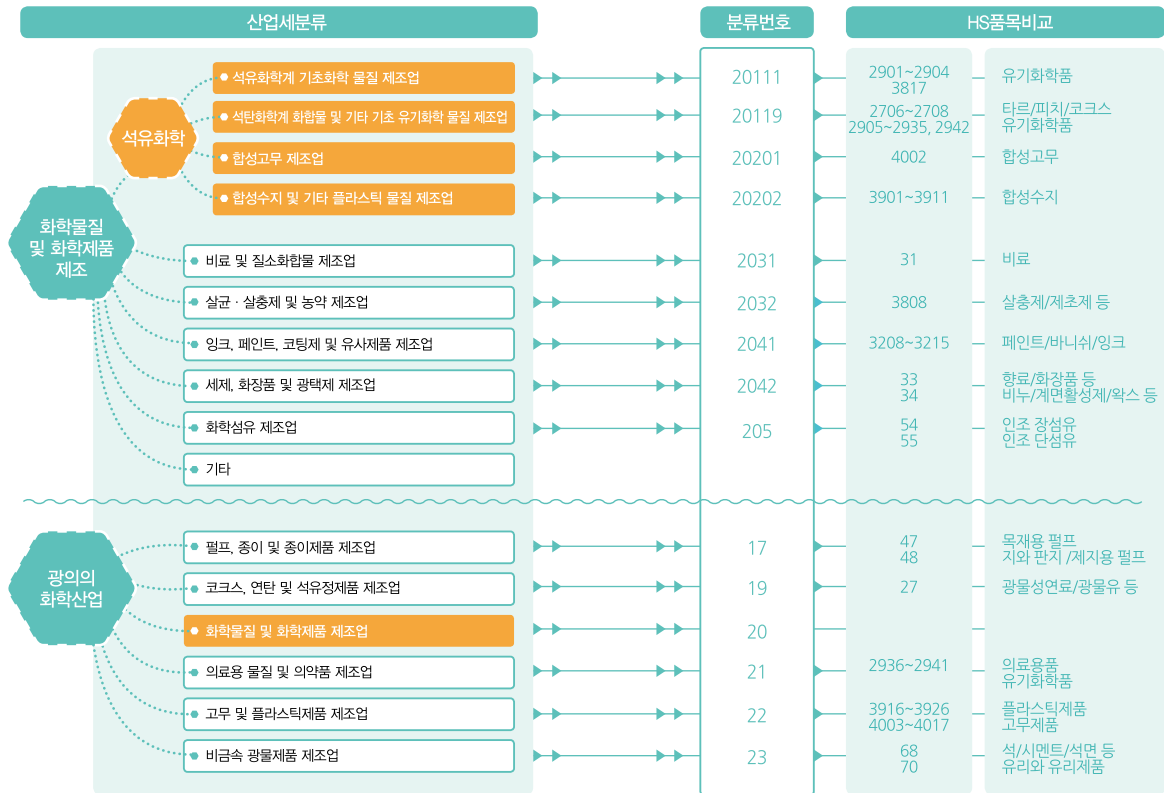 산업세분류
분류번호
HS품목비교
석유화학
석유화학계 기초화학 물질 제조업
20111
2901~2904
3817
유기화학품
석탄화학계 화합물 및 기타 기초 유기화학 물질 제조업
20119
2706~2708
2905~2935, 2942
타르/피치/코크스
유기화학품
합성고무 제조업
20201
4002
합성고무
합성수지 및 기타 플라스틱 물질 제조업
20202
3901~3911
합성수지
화학물질
및 화학제품
제조
비료 및 질소화합물 제조업
2031
31
비료
살균 · 살충제 및 농약 제조업
2032
3808
살충제/제초제 등
잉크, 페인트, 코팅제 및 유사제품 제조업
2041
3208~3215
페인트/바니쉬/잉크
세제, 화장품 및 광택제 제조업
2042
33
34
향료/화장품 등
비누/계면활성제/왁스 등
화학섬유 제조업
205
54
55
인조 장섬유
인조 단섬유
기타
광의의
화학산업
펄프, 종이 및 종이제품 제조업
17
47
48
목재용 펄프
지와 판지 /제지용 펄프
코크스, 연탄 및 석유정제품 제조업
19
27
광물성연료/광물유 등
화학물질 및 화학제품 제조업
20
의료용 물질 및 의약품 제조업
21
2936~2941
의료용품
유기화학품
고무 및 플라스틱제품 제조업
22
3916~3926
4003~4017
플라스틱제품
고무제품
비금속 광물제품 제조업
23
68
70
석/시멘트/석면 등
유리와 유리제품